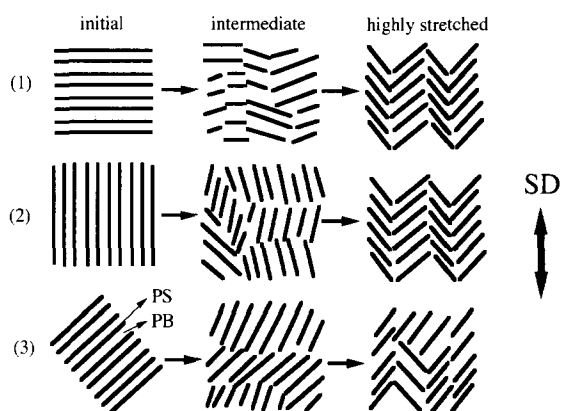 initial intermediate highly stretched
(1)
(2)
SD
PS
PB
(3)